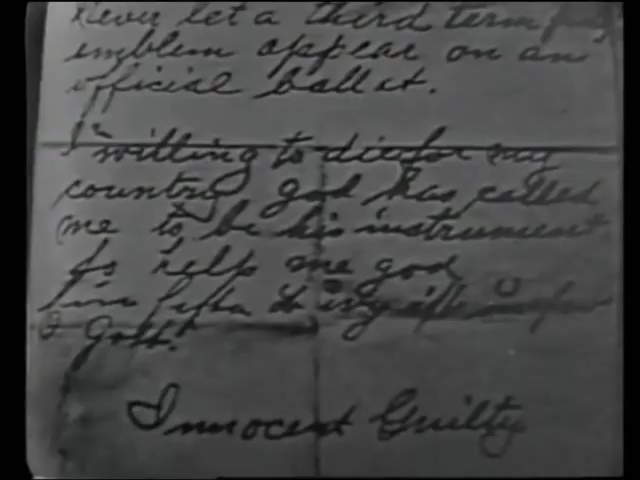 Never let a third term
emblem appear on an
official ballot.
I'm willing to die for my
country god has called
me to be his instrument
So help me god
Innocent Guilty